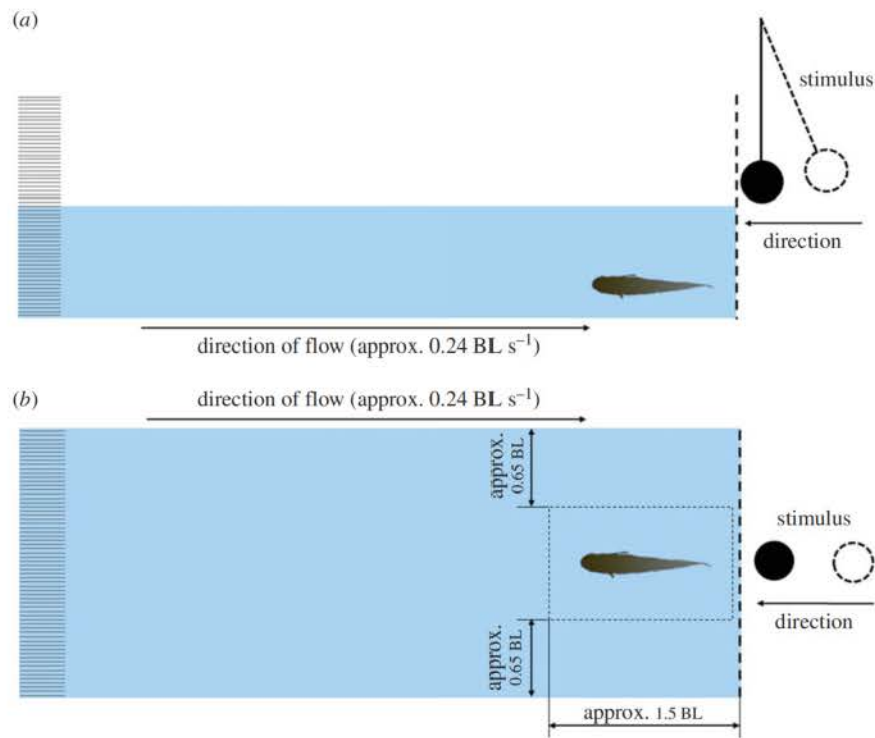 (a)
stimulus
direction
direction of flow (approx. 0.24 BL s⁻¹)
(b)
direction of flow (approx. 0.24 BL s⁻¹)
approx.
0.65 BL
stimulus
direction
approx.
0.65 BL
approx. 1.5 BL